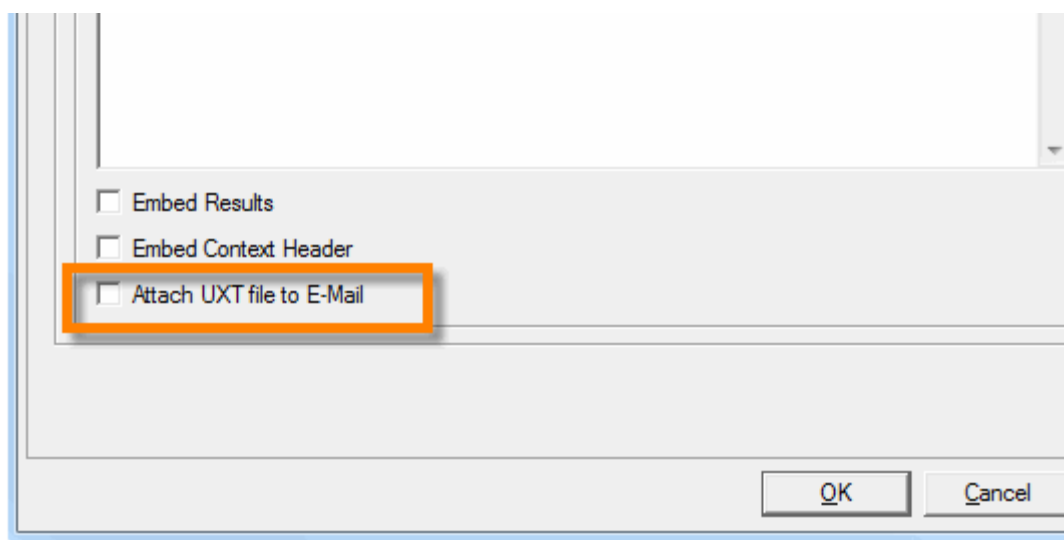 Embed Results
Embed Context Header
Attach UXT file to E-Mail
OK Cancel